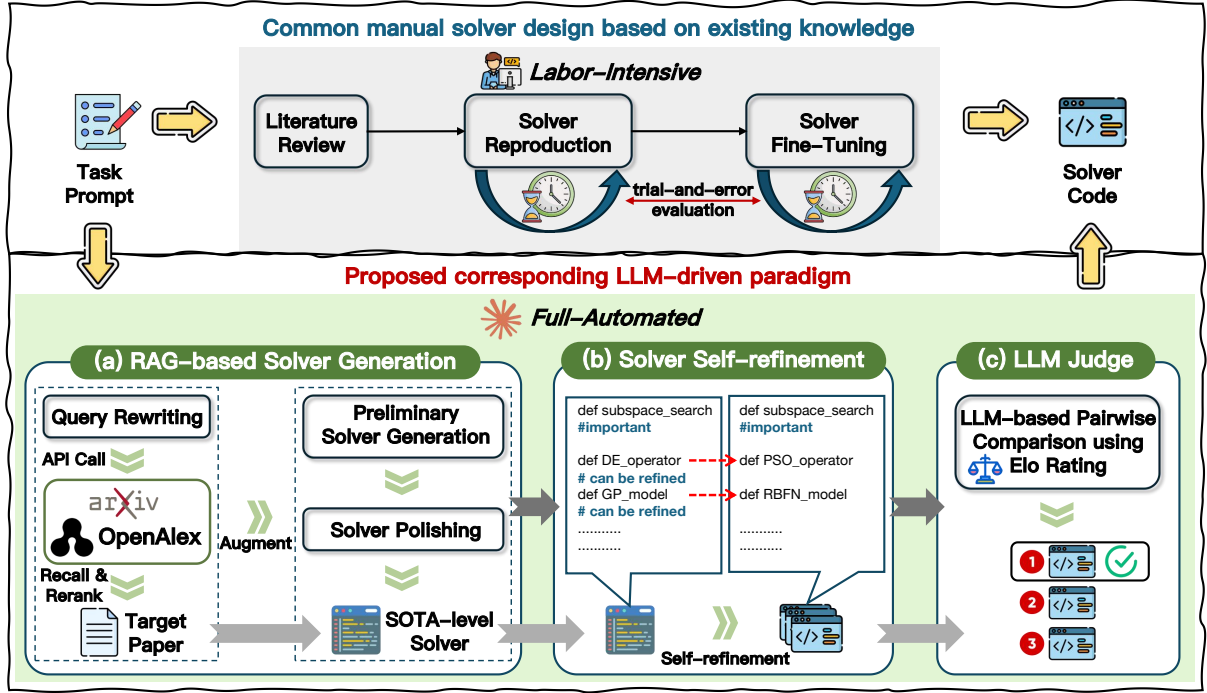 Common manual solver design based on existing knowledge
Labor-Intensive
Task
Prompt
Literature
Review
Solver
Reproduction
Solver
Fine-Tuning
trial-and-error
evaluation
Solver
Code
Proposed corresponding LLM-driven paradigm
Full-Automated
(a) RAG-based Solver Generation
Query Rewriting
API Call
arXiv
OpenAlex
Recall &
Rerank
Target
Paper
Augment
Preliminary
Solver Generation
Solver Polishing
SOTA-level
Solver
(b) Solver Self-refinement
def subspace_search
#important
def DE_operator
# can be refined
def GP_model
# can be refined
...........
...........
def subspace_search
#important
def PSO_operator
def RBFN_model
...........
...........
Self-refinement
(c) LLM Judge
LLM-based Pairwise
Comparison using
Elo Rating
1
2
3